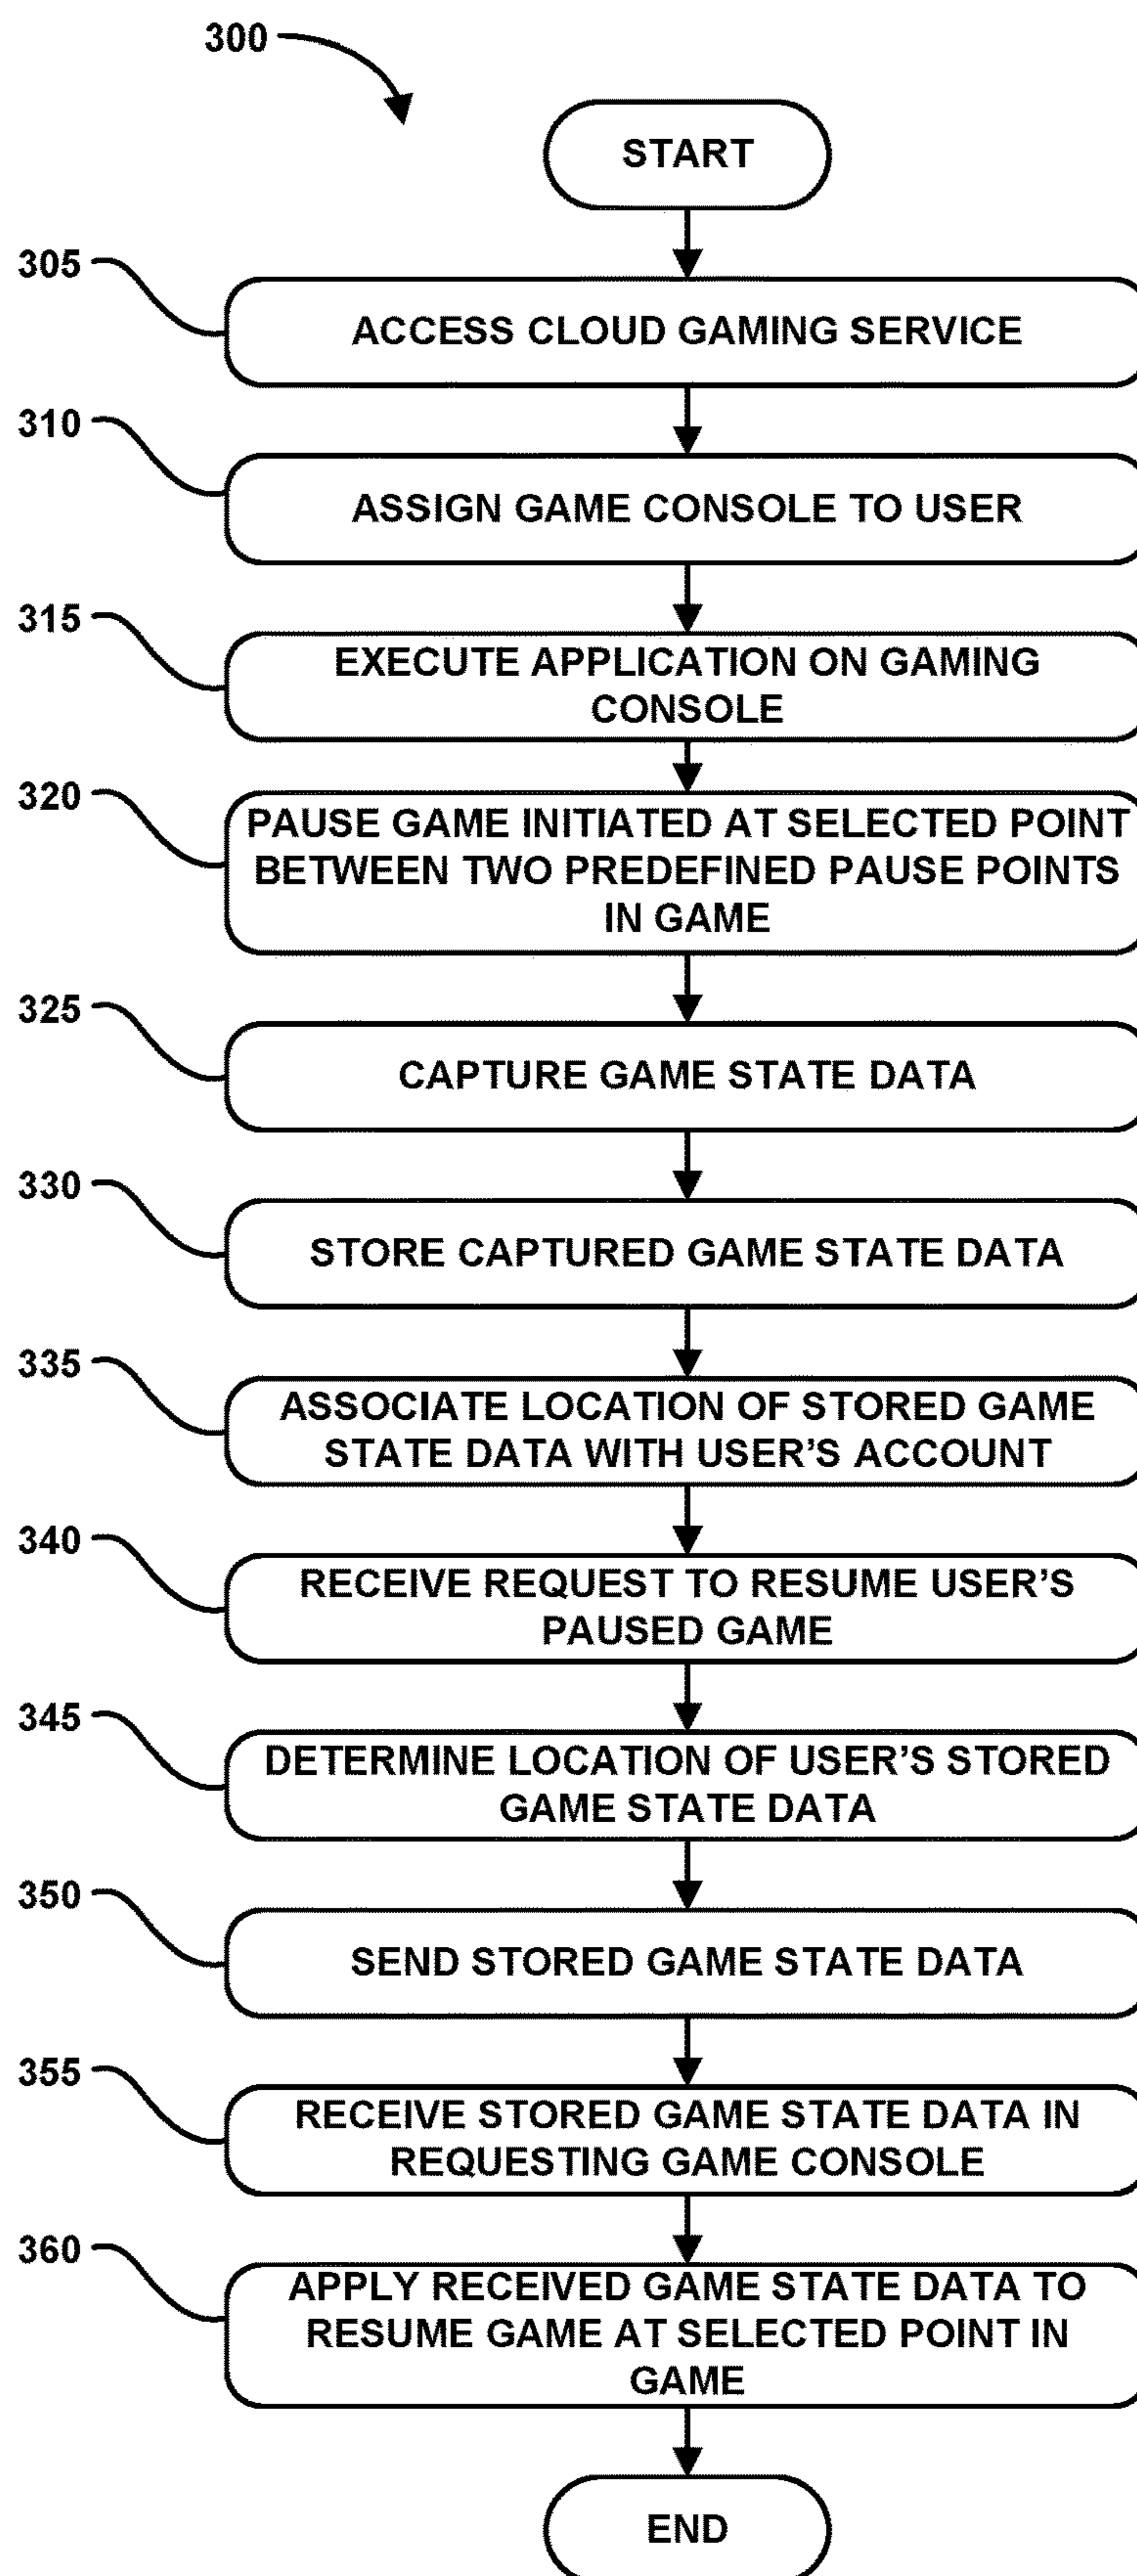 300
START
305
ACCESS CLOUD GAMING SERVICE
310
ASSIGN GAME CONSOLE TO USER
315
EXECUTE APPLICATION ON GAMING
CONSOLE
320
PAUSE GAME INITIATED AT SELECTED POINT
BETWEEN TWO PREDEFINED PAUSE POINTS
IN GAME
325
CAPTURE GAME STATE DATA
330
STORE CAPTURED GAME STATE DATA
335
ASSOCIATE LOCATION OF STORED GAME
STATE DATA WITH USER'S ACCOUNT
340
RECEIVE REQUEST TO RESUME USER'S
PAUSED GAME
345
DETERMINE LOCATION OF USER'S STORED
GAME STATE DATA
350
SEND STORED GAME STATE DATA
355
RECEIVE STORED GAME STATE DATA IN
REQUESTING GAME CONSOLE
360
APPLY RECEIVED GAME STATE DATA TO
RESUME GAME AT SELECTED POINT IN
GAME
END